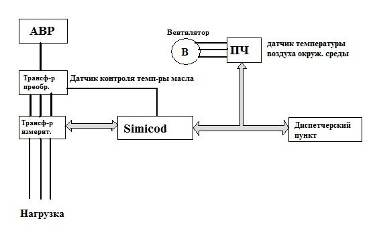 Вентилятор
АВР
В
ПЧ
датчик температуры
воздуха окруж. среды
Трансф-р
преобр.
Датчик контроля темп-ры масла
Трансф-р
измерит.
Simicod
Диспетчерский
пункт
Нагрузка